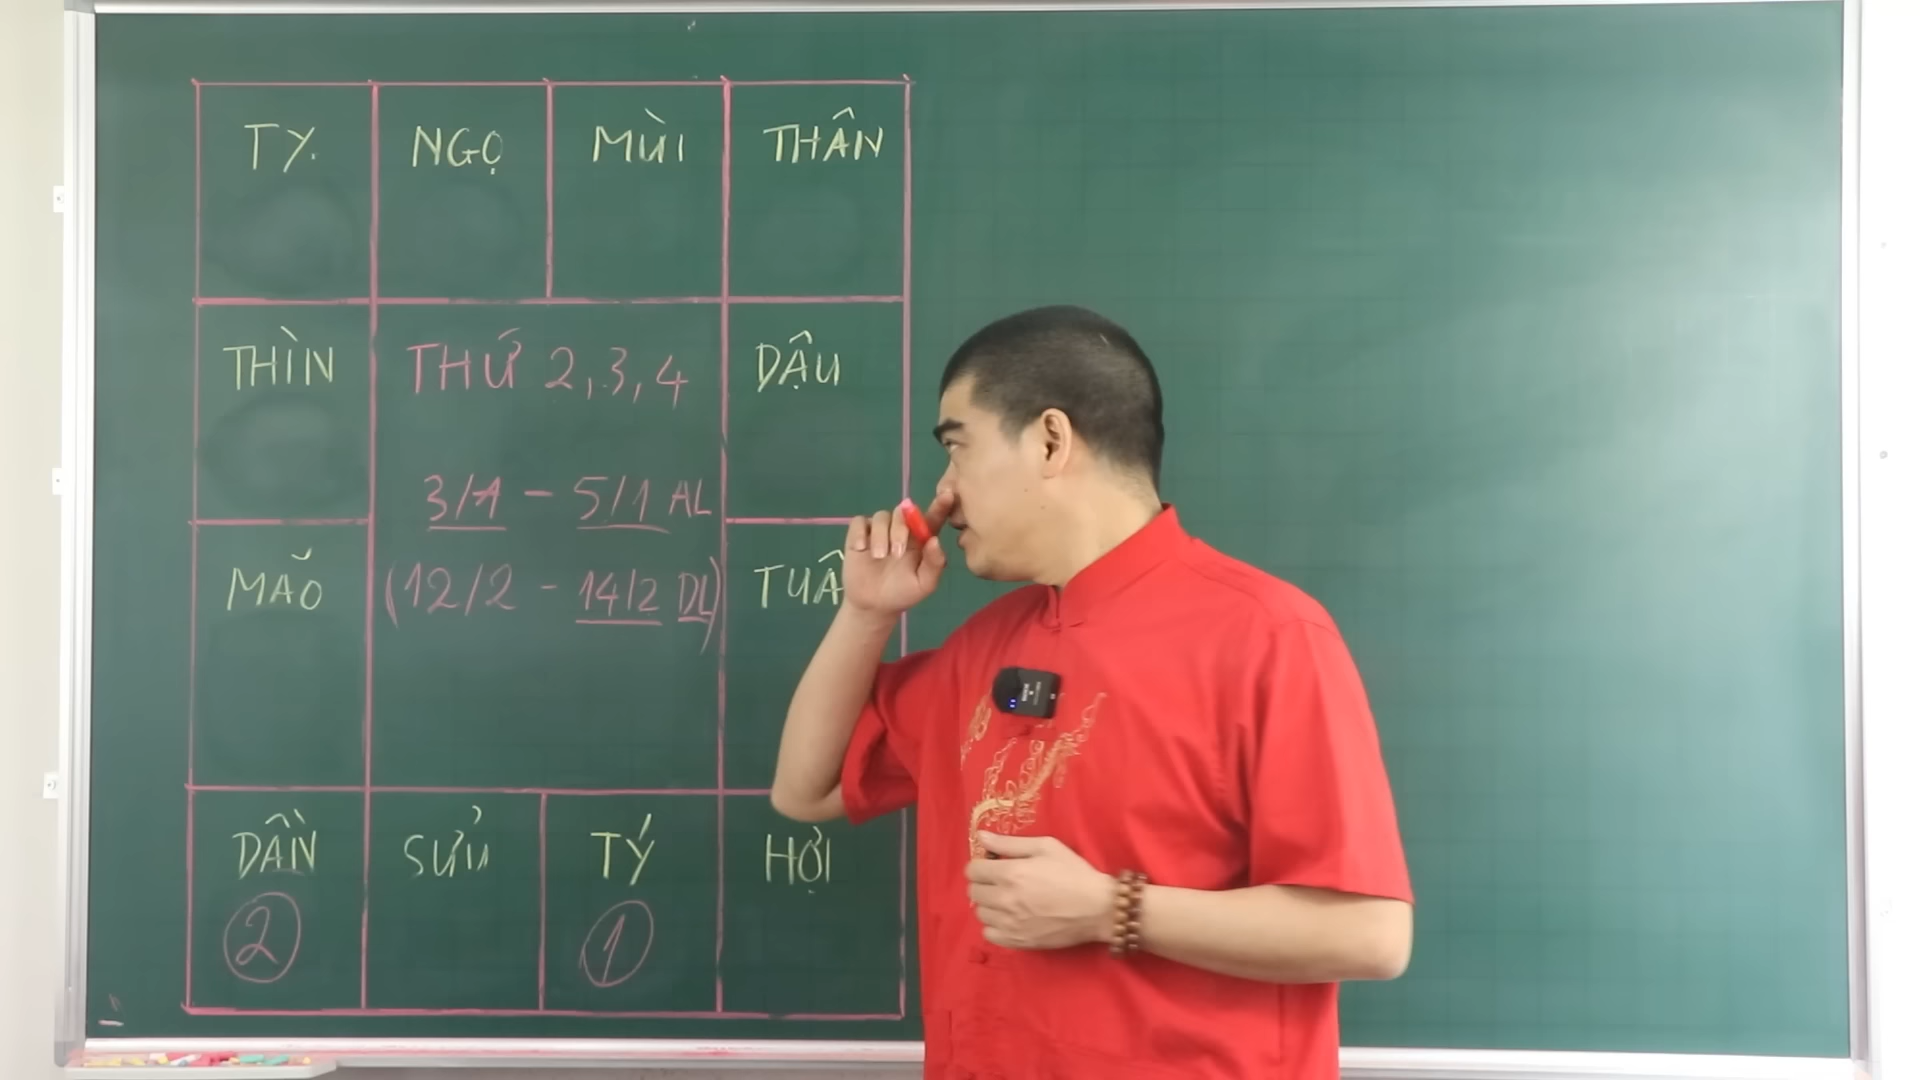 TỴ NGỌ MÙI THÂN
THÌN THỨ 2, 3, 4 DẬU
3/1 - 5/1 AL
MÃO (12/2 - 14/2 DL) TUÂ
DẦN SỬU TÝ HỢI
2 1